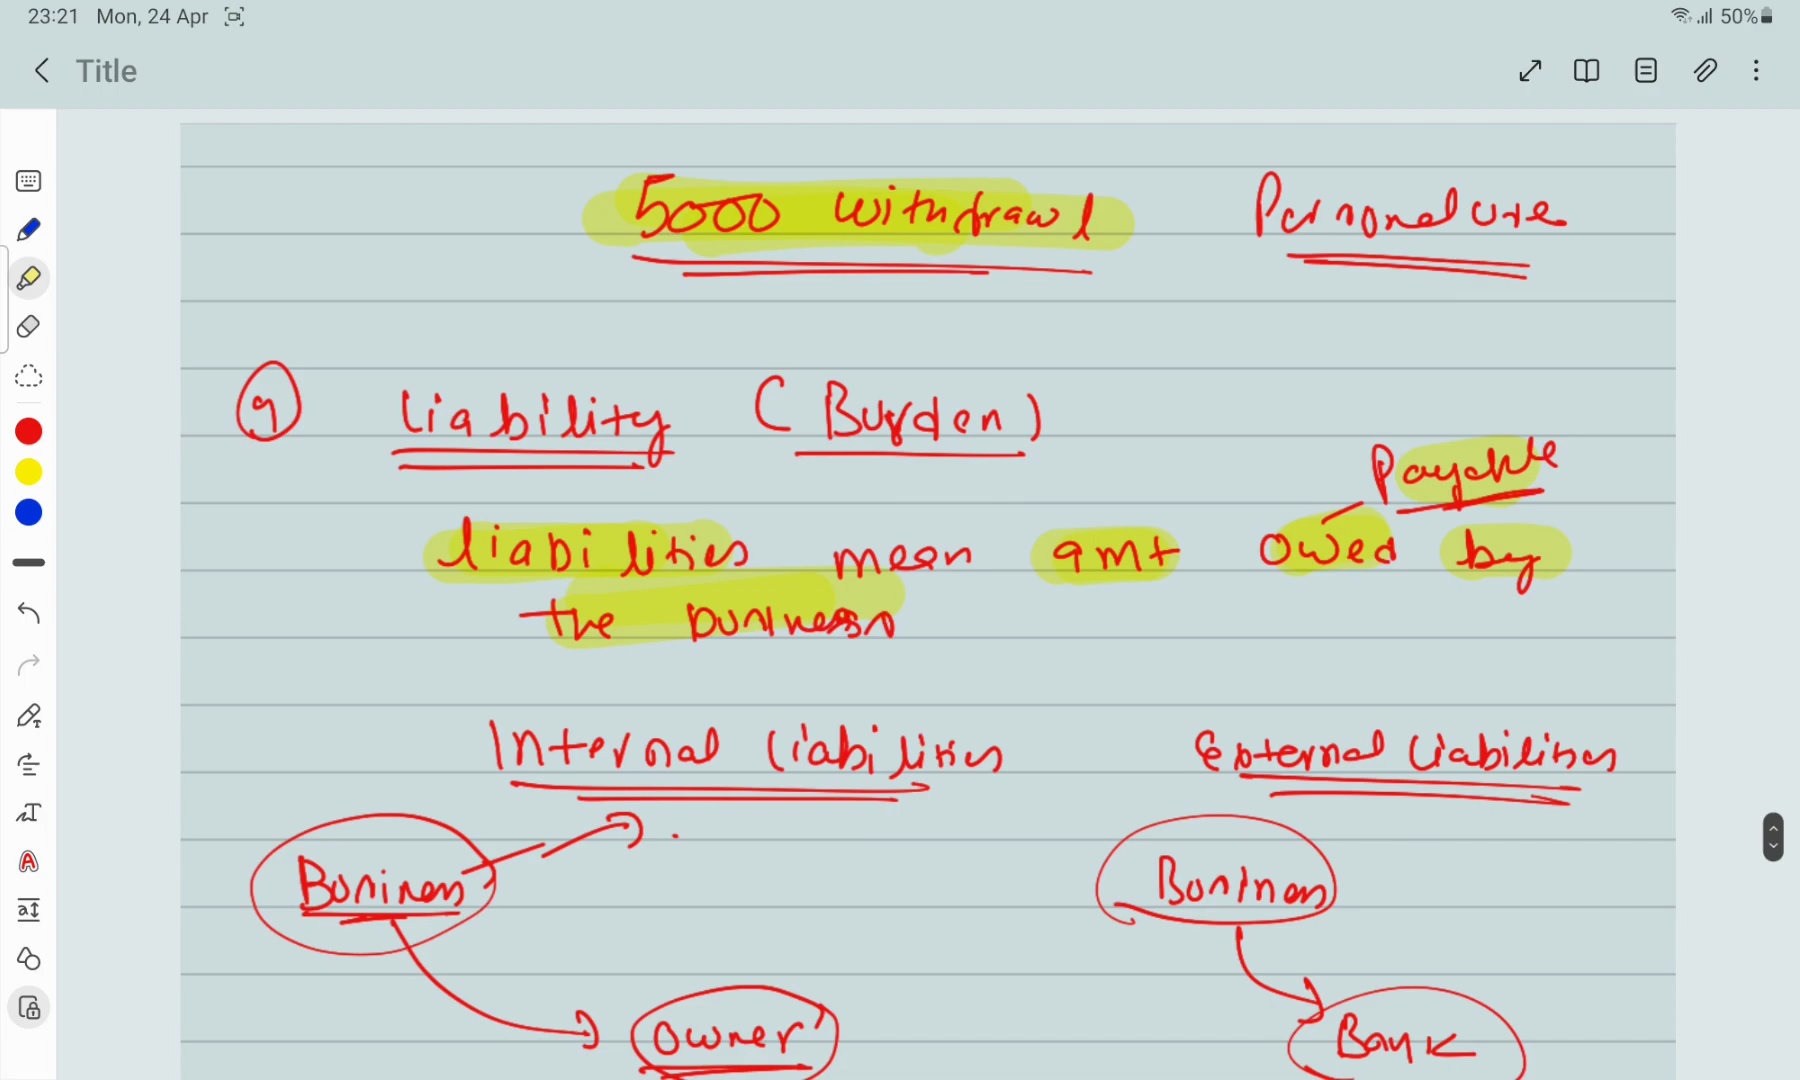 23:21 Mon, 24 Apr 50%
Title
5000 withdrawl Personal use
9 Liability (Burden)
Payable
liabilities mean amt owed by
the business
Internal Liabilities External Liabilities
Business Business
Owner Bank